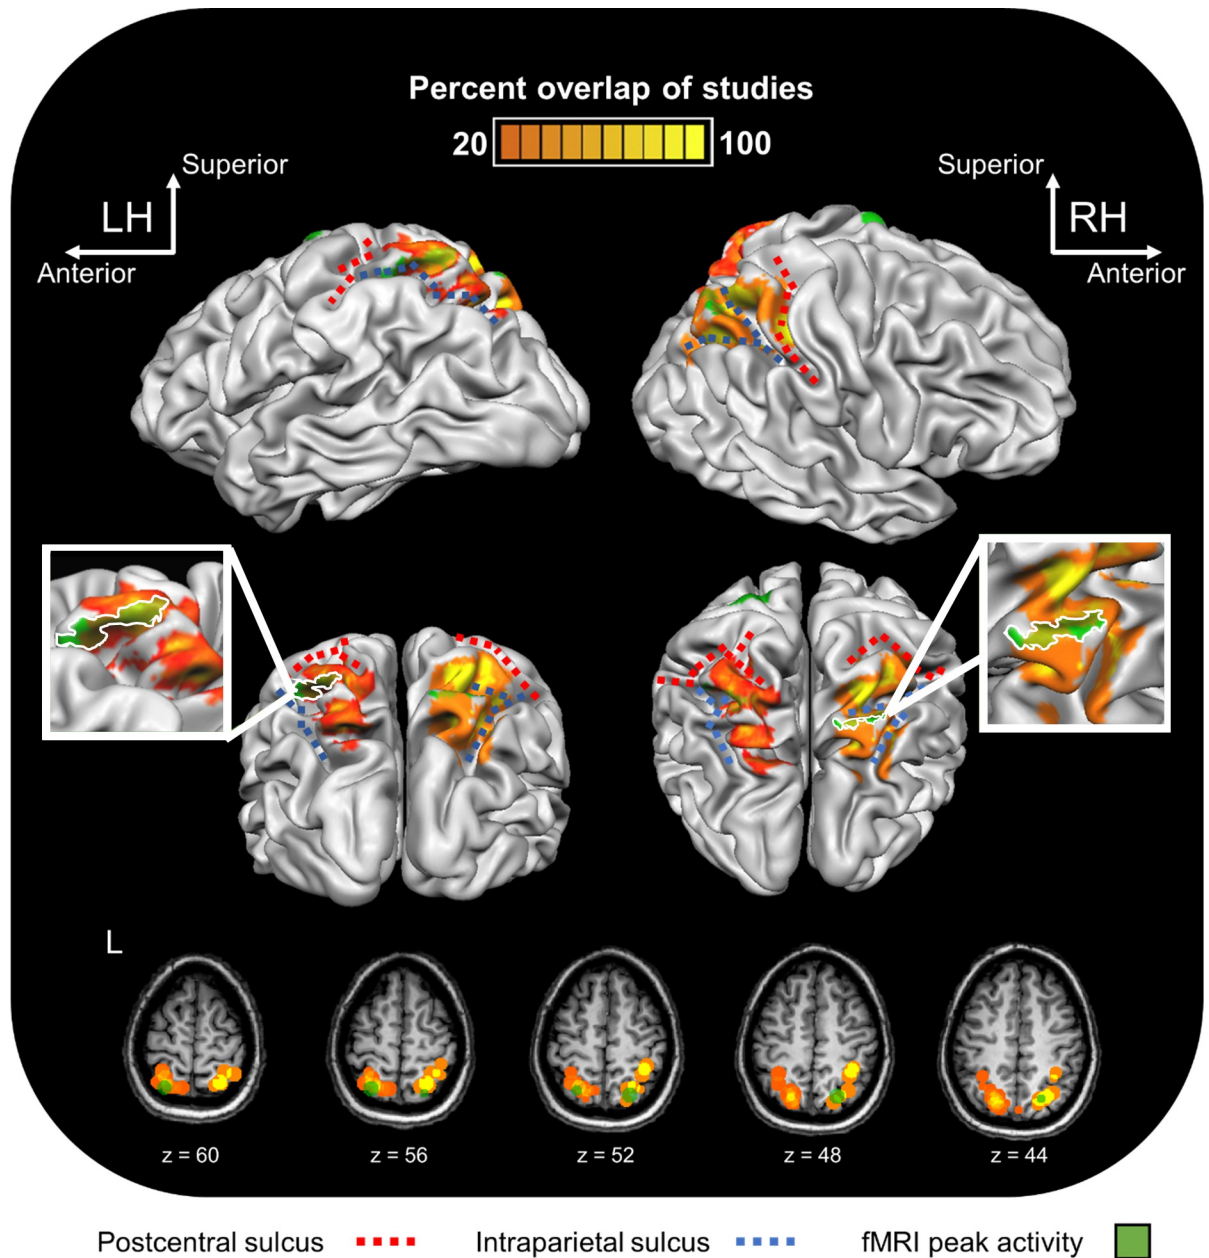 Percent overlap of studies
20 100
Superior Superior
LH RH
Anterior Anterior
L
z = 60 z = 56 z = 52 z = 48 z = 44
Postcentral sulcus Intraparietal sulcus fMRI peak activity